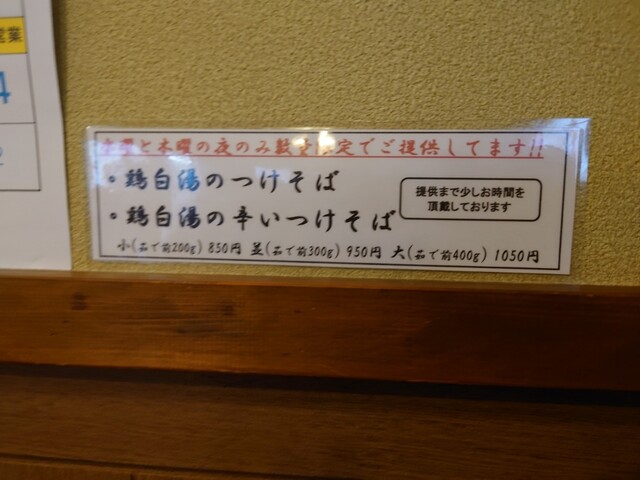 営業
4
と木曜の夜のみ数量限定でご提供してます!!
・鶏白湯のつけそば
提供まで少しお時間を
頂戴しております
・鶏白湯の辛いつけそば
小(茹で前200g) 850円 並(茹で前300g) 950円 大(茹で前400g) 1050円